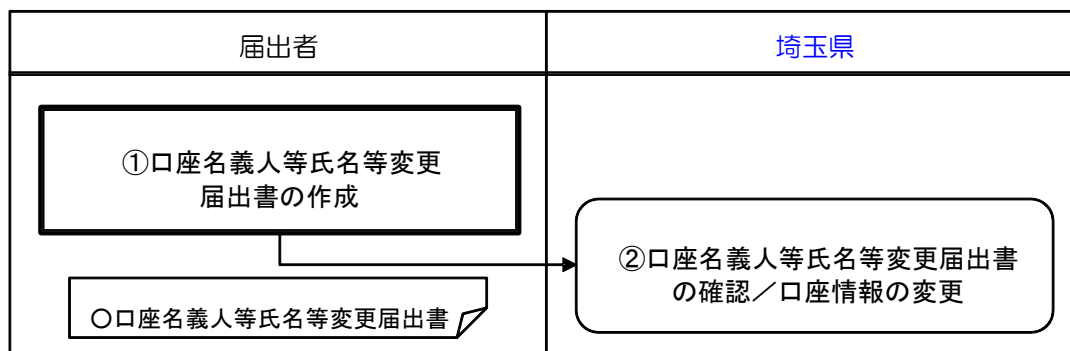 届出者
埼玉県
①口座名義人等氏名等変更
届出書の作成
②口座名義人等氏名等変更届出書
の確認／口座情報の変更
〇口座名義人等氏名等変更届出書